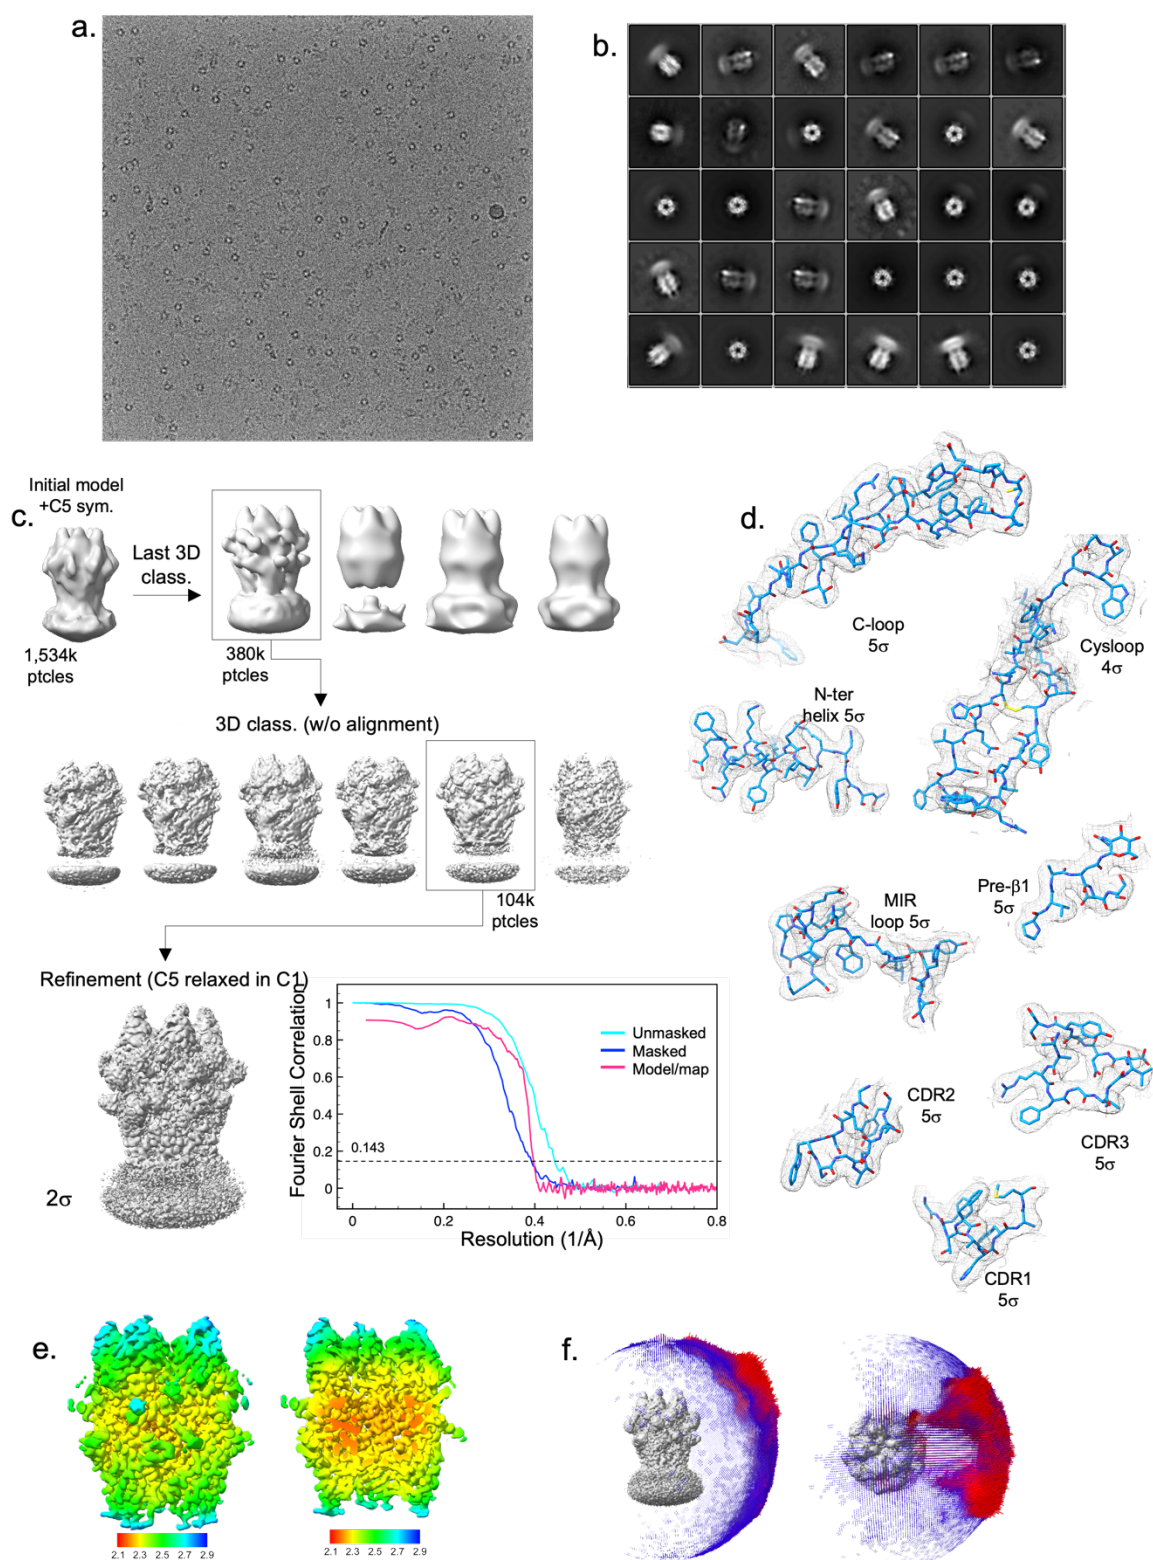 a.
b.
Initial model
+C5 sym.
c.
Last 3D
class.
1,534k
ptcles
380k
ptcles
3D class. (w/o alignment)
104k
ptcles
Refinement (C5 relaxed in C1)
2σ
Fourier Shell Correlation
1
0.8
0.6
0.4
0.2
0
0.143
Unmasked
Masked
Model/map
0
0.2
0.4
0.6
0.8
Resolution (1/Å)
d.
C-loop
5σ
Cysloop
4σ
N-ter
helix 5σ
Pre-β1
5σ
MIR
loop 5σ
CDR2
5σ
CDR3
5σ
CDR1
5σ
e.
2.1 2.3 2.5 2.7 2.9
2.1 2.3 2.5 2.7 2.9
f.